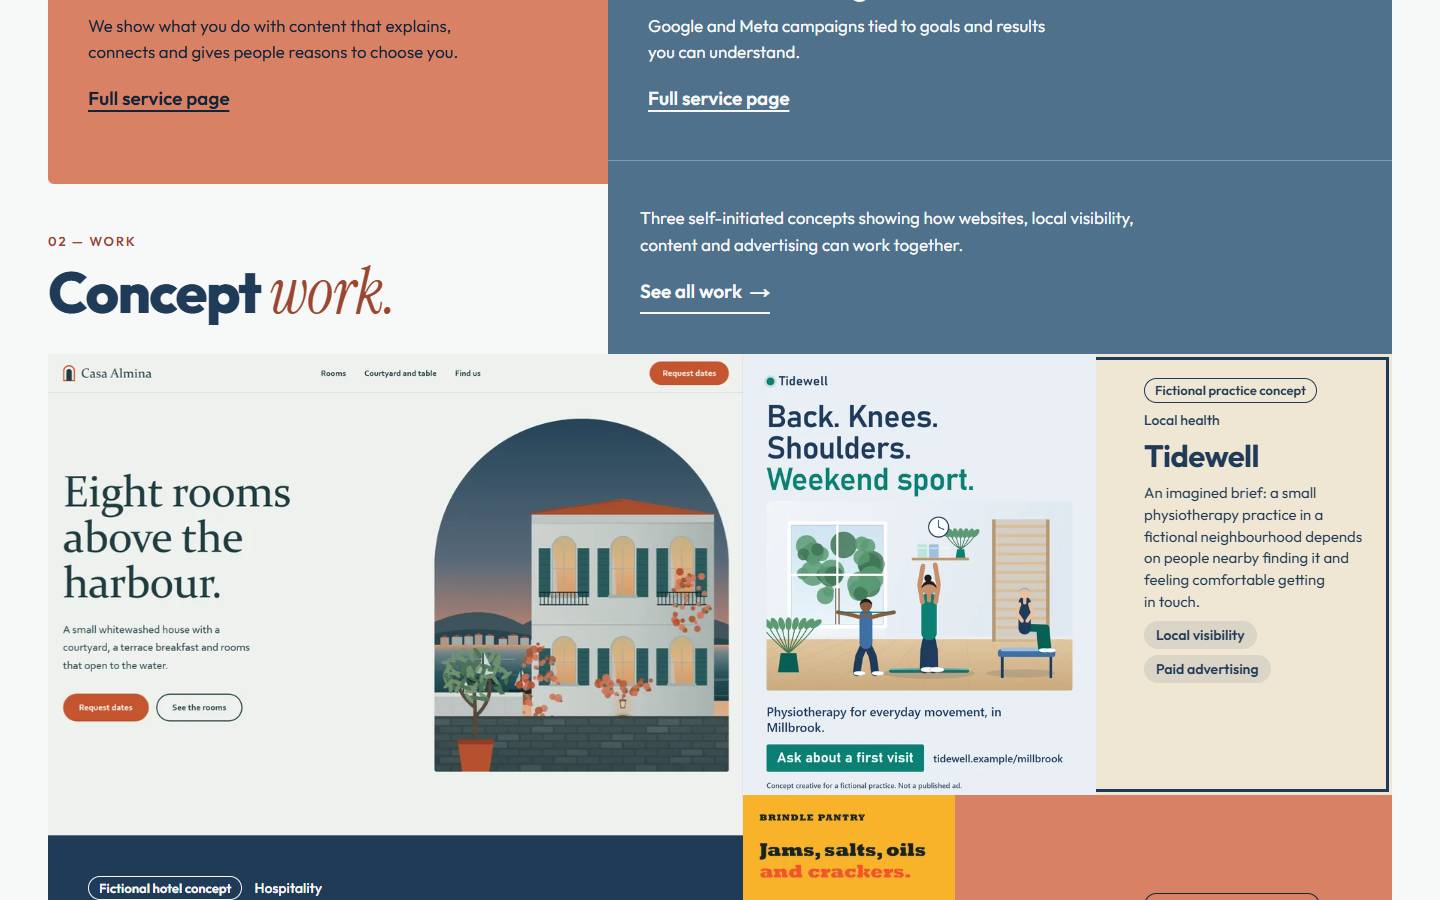 We show what you do with content that explains,
connects and gives people reasons to choose you.
Full service page
Google and Meta campaigns tied to goals and results
you can understand.
Full service page
02 — WORK
Concept work.
Three self-initiated concepts showing how websites, local visibility,
content and advertising can work together.
See all work →
Casa Almina
Rooms
Courtyard and table
Find us
Request dates
Eight rooms
above the
harbour.
A small whitewashed house with a
courtyard, a terrace breakfast and rooms
that open to the water.
Request dates
See the rooms
Fictional hotel concept
Hospitality
Tidewell
Back. Knees.
Shoulders.
Weekend sport.
Physiotherapy for everyday movement, in
Millbrook.
Ask about a first visit
tidewell.example/millbrook
Concept creative for a fictional practice. Not a published ad.
Fictional practice concept
Local health
Tidewell
An imagined brief: a small
physiotherapy practice in a
fictional neighbourhood depends
on people nearby finding it and
feeling comfortable getting
in touch.
Local visibility
Paid advertising
BRINDLE PANTRY
Jams, salts, oils
and crackers.